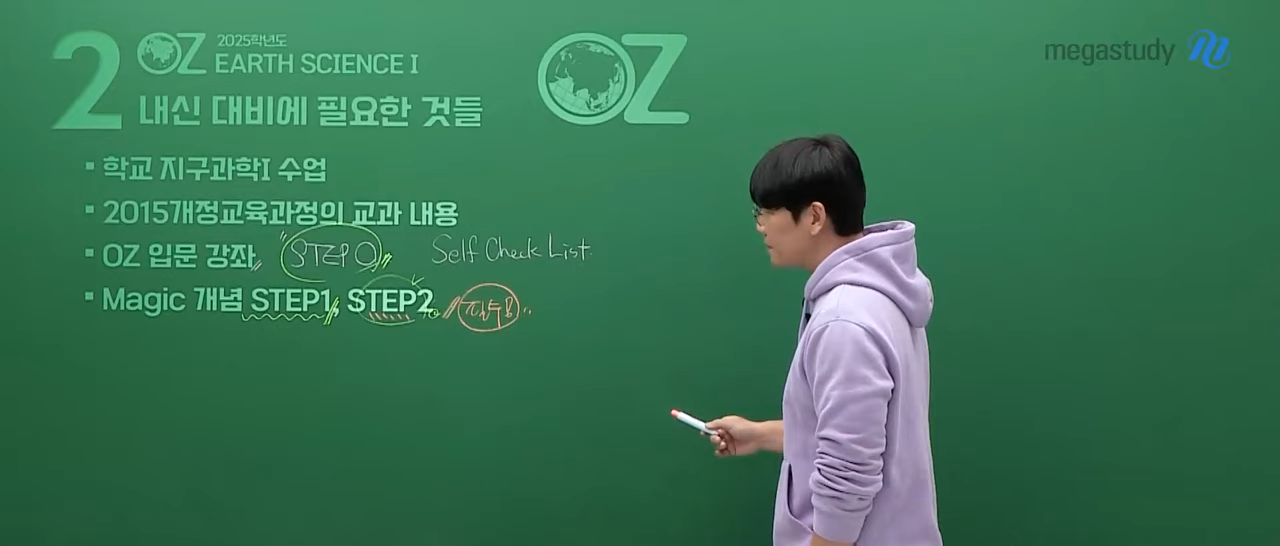 2
OZ
2025학년도
EARTH SCIENCE I
OZ
megastudy
내신 대비에 필요한 것들
▪ 학교 지구과학I 수업
▪ 2015개정교육과정의 교과 내용
▪ OZ 입문 강좌 "STEP 0" Self Check List.
▪ Magic 개념 STEP1, STEP2